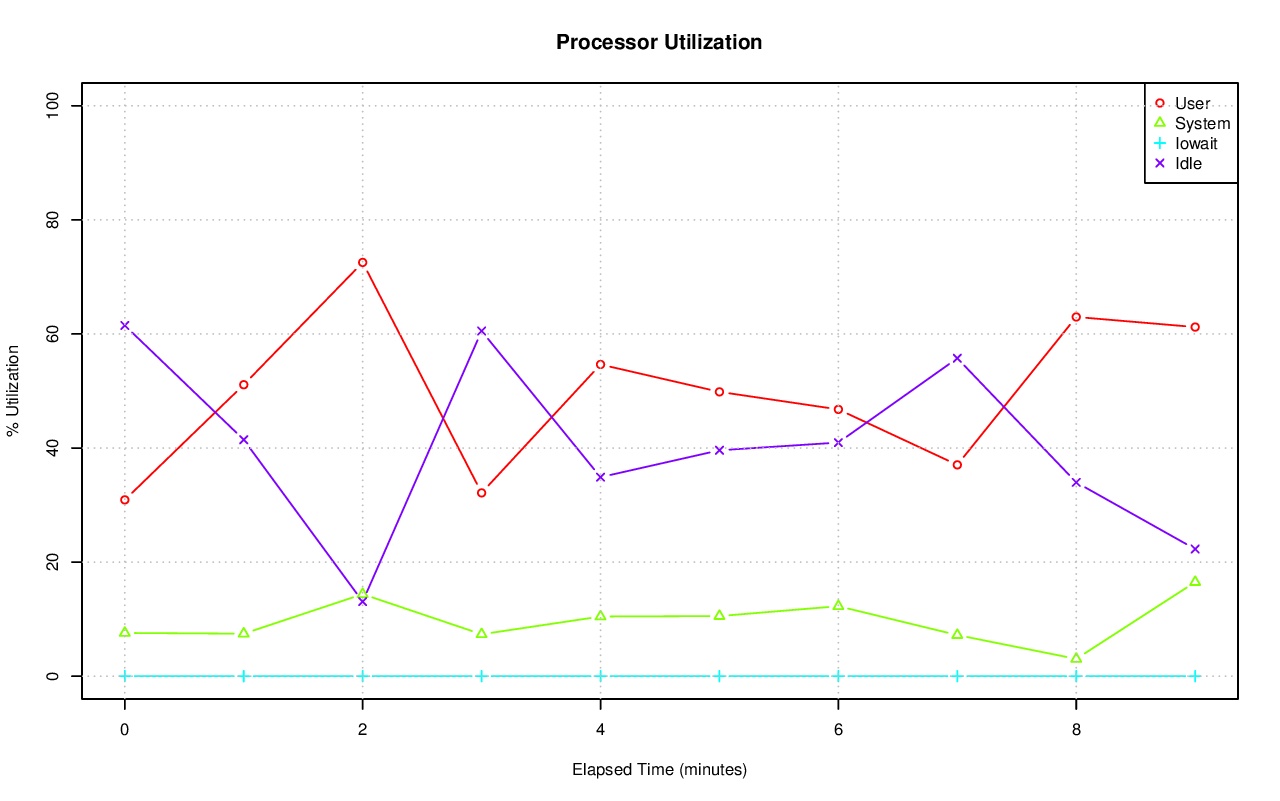 Processor Utilization
User
System
Iowait
Idle
100
80
60
40
20
0
% Utilization
0 2 4 6 8
Elapsed Time (minutes)